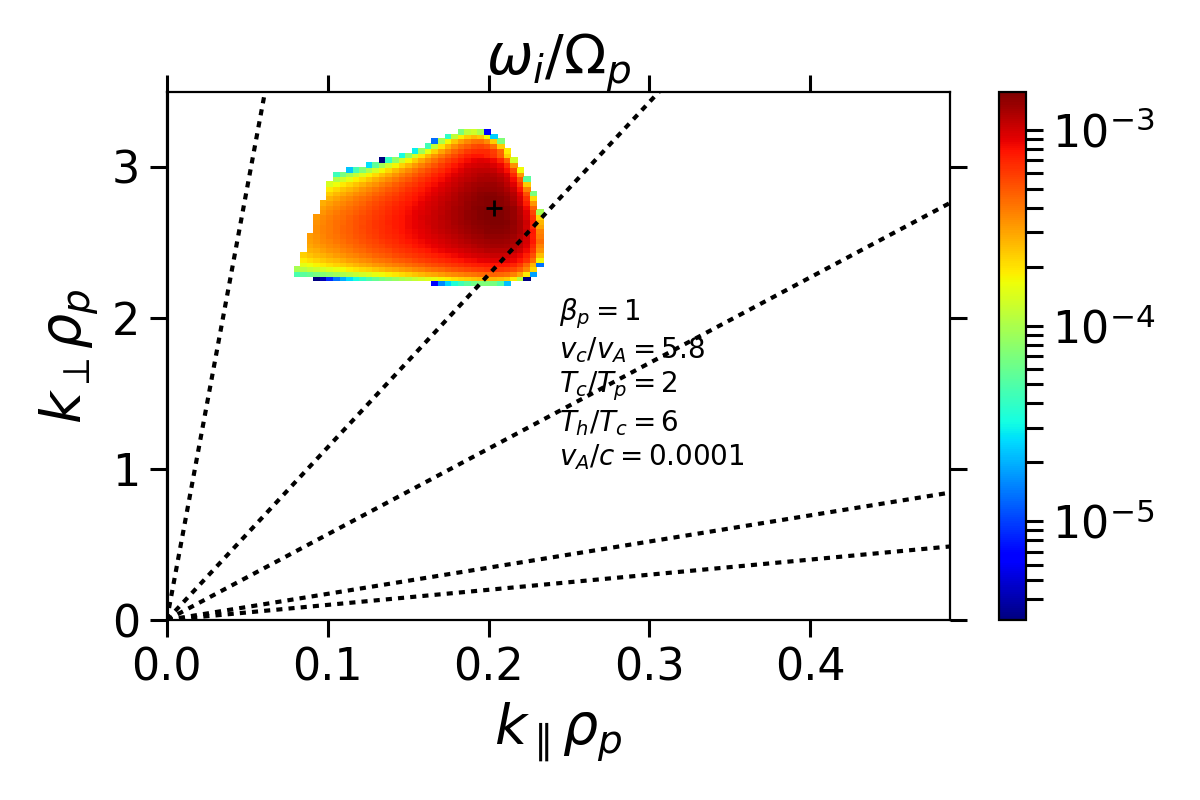 ω_i/Ω_p
3
2
1
0
k_⊥ρ_p
0.0 0.1 0.2 0.3 0.4
k_∥ρ_p
β_p = 1
v_c/v_A = 5.8
T_c/T_p = 2
T_h/T_c = 6
v_A/c = 0.0001
10^{-3}
10^{-4}
10^{-5}